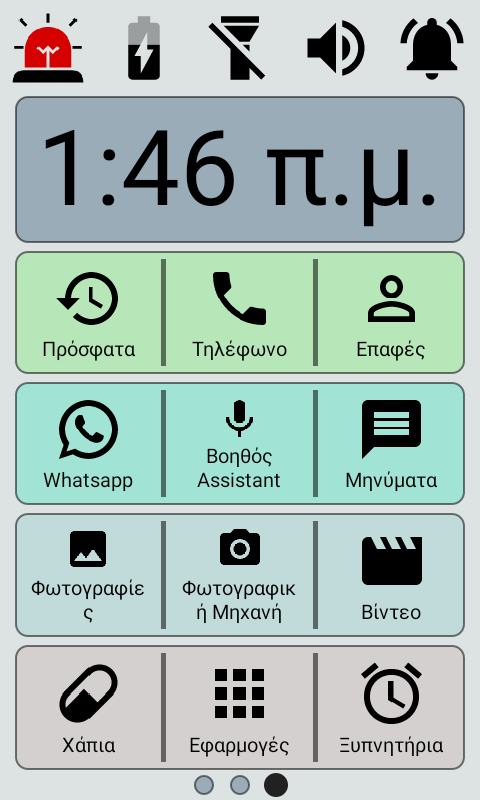 1:46 π.μ.
Πρόσφατα
Τηλέφωνο
Επαφές
Whatsapp
Βοηθός
Assistant
Μηνύματα
Φωτογραφίε
ς
Φωτογραφικ
ή Μηχανή
Βίντεο
Χάπια
Εφαρμογές
Ξυπνητήρια